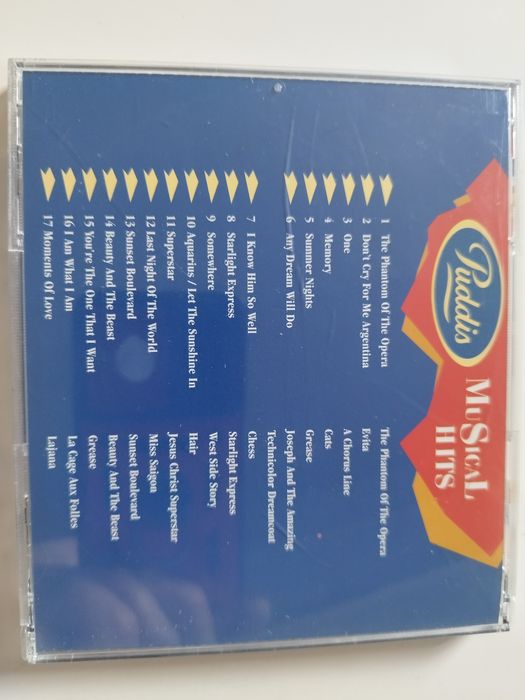 Puddis
MUSICAL
HITS
1 The Phantom Of The Opera The Phantom Of The Opera
2 Don't Cry For Me Argentina Evita
3 One A Chorus Line
4 Memory Cats
5 Summer Nights Grease
6 Any Dream Will Do Joseph And The Amazing
Technicolor Dreamcoat
7 I Know Him So Well Chess
8 Starlight Express Starlight Express
9 Somewhere West Side Story
10 Aquarius / Let The Sunshine In Hair
11 Superstar Jesus Christ Superstar
12 Last Night Of The World Miss Saigon
13 Sunset Boulevard Sunset Boulevard
14 Beauty And The Beast Beauty And The Beast
15 You're The One That I Want Grease
16 I Am What I Am La Cage Aux Folles
17 Moments Of Love Lajana